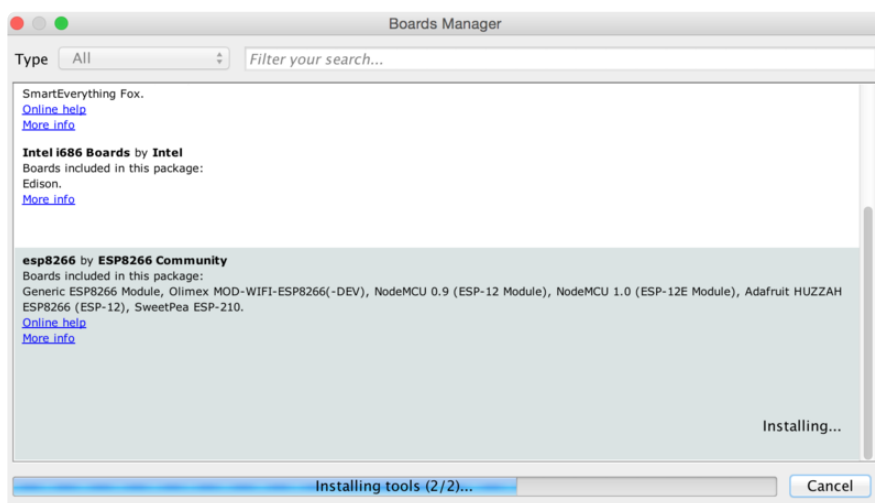 Boards Manager
Type All Filter your search...
SmartEverything Fox.
Online help
More info
Intel i686 Boards by Intel
Boards included in this package:
Edison.
More info
esp8266 by ESP8266 Community
Boards included in this package:
Generic ESP8266 Module, Olimex MOD-WIFI-ESP8266(-DEV), NodeMCU 0.9 (ESP-12 Module), NodeMCU 1.0 (ESP-12E Module), Adafruit HUZZAH
ESP8266 (ESP-12), SweetPea ESP-210.
Online help
More info
Installing...
Installing tools (2/2)... Cancel